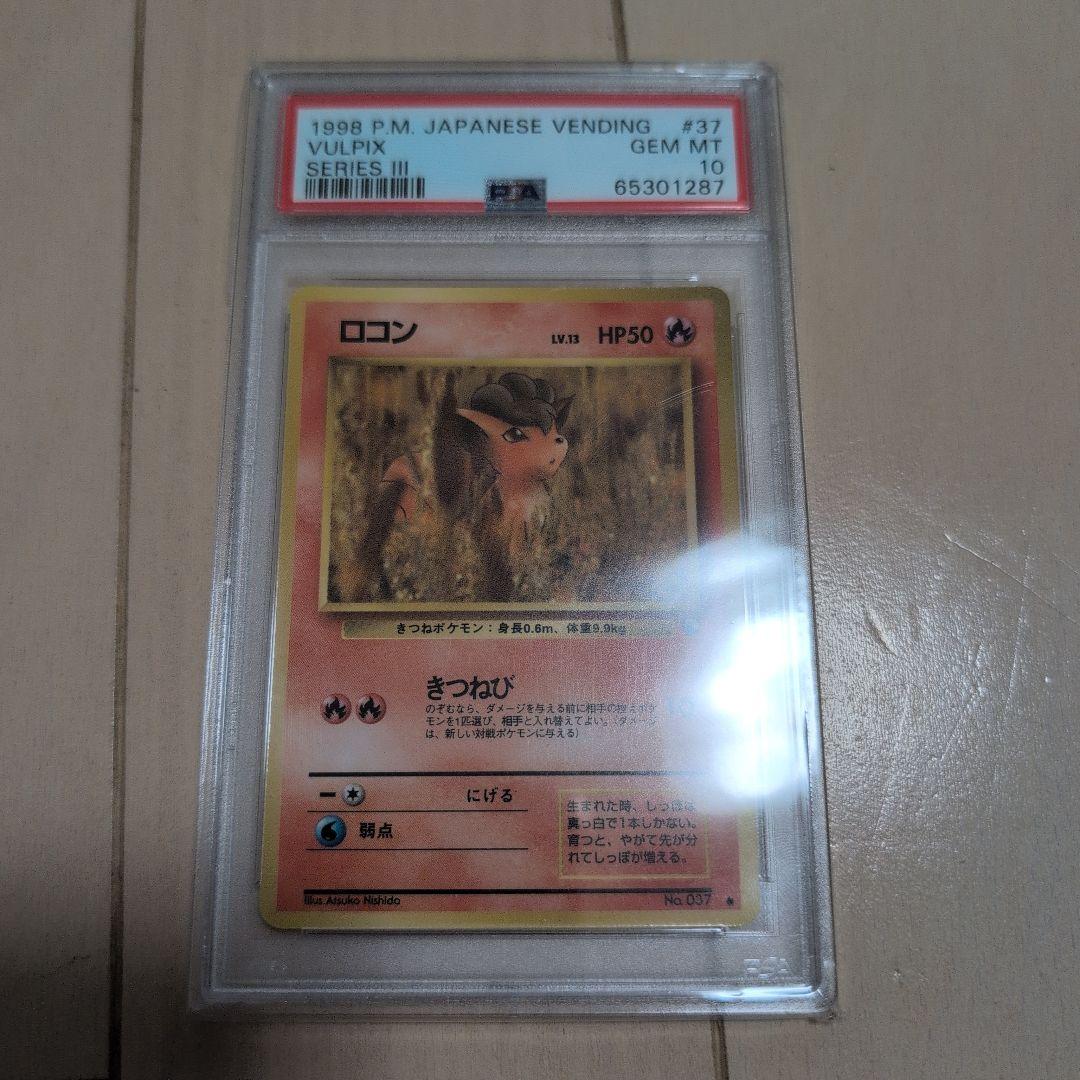 1998 P.M. JAPANESE VENDING #37
VULPIX GEM MT
SERIES III 10
PSA 65301287
ロコン LV.13 HP50
きつねポケモン：身長0.6m、体重9.9kg
きつねび
のぞむなら、ダメージを与える前に相手の控えポケ
モンを1匹選び、相手と入れ替えてよい。（ダメージ
は、新しい対戦ポケモンに与える）
にげる
弱点
生まれた時、しっぽは
真っ白で1本しかない。
育つと、やがて先が分
れてしっぽが増える。
Illus. Atsuko Nishida No. 037
PSA